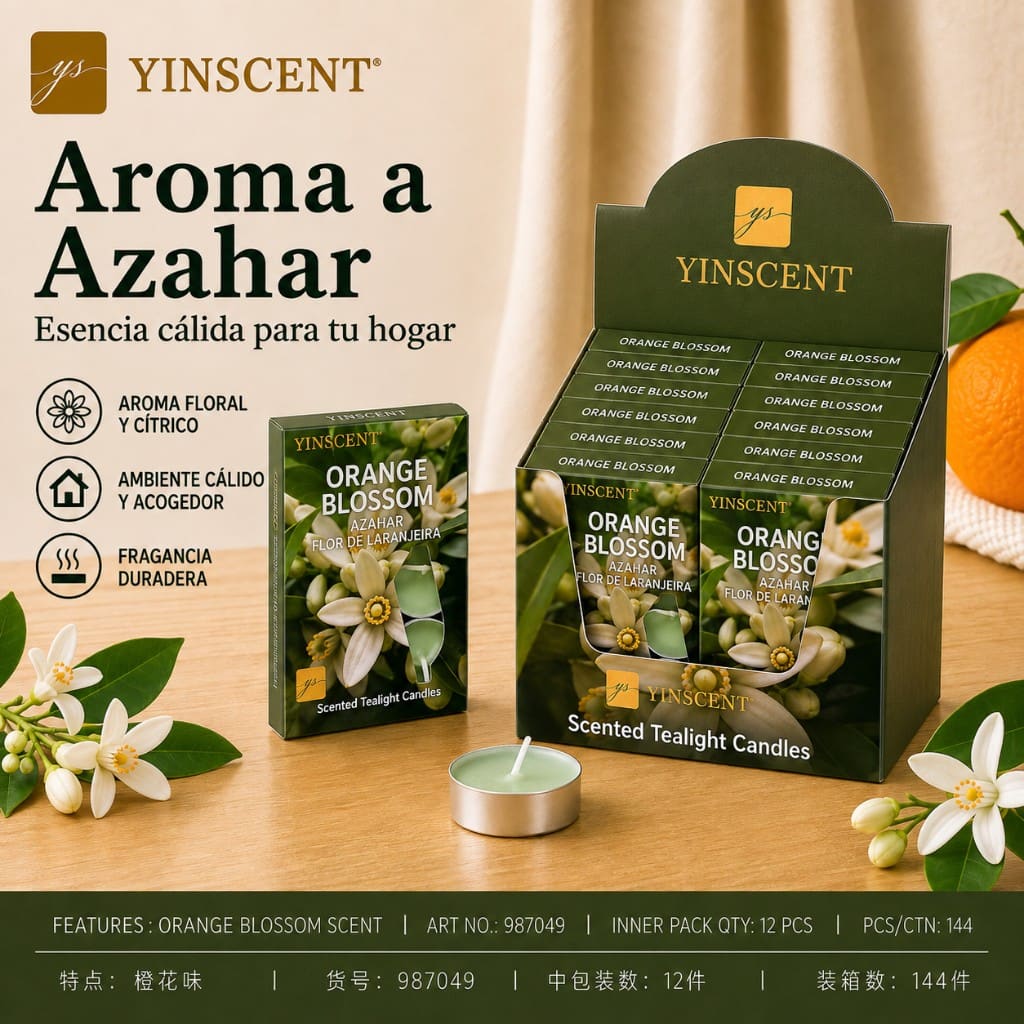 ys YINSCENT®
Aroma a
Azahar
Esencia cálida para tu hogar
AROMA FLORAL
Y CÍTRICO
AMBIENTE CÁLIDO
Y ACOGEDOR
FRAGANCIA
DURADERA
YINSCENT
YINSCENT®
ORANGE
BLOSSOM
AZAHAR
FLOR DE LARANJEIRA
ys
Scented Tealight Candles
ys
YINSCENT
ORANGE BLOSSOM
ORANGE BLOSSOM
ORANGE BLOSSOM
ORANGE BLOSSOM
ORANGE BLOSSOM
ORANGE BLOSSOM
ORANGE BLOSSOM
ORANGE BLOSSOM
ORANGE BLOSSOM
ORANGE BLOSSOM
ORANGE BLOSSOM
ORANGE BLOSSOM
YINSCENT®
ORANGE
BLOSSOM
AZAHAR
FLOR DE LARANJEIRA
YINSCENT®
ORANG
BLOSSO
AZAHAR
FLOR DE LARAN
ys YINSCENT®
Scented Tealight Candles
FEATURES : ORANGE BLOSSOM SCENT | ART NO.: 987049 | INNER PACK QTY: 12 PCS | PCS/CTN: 144
特点： 橙花味 | 货号： 987049 | 中包装数： 12件 | 装箱数： 144件